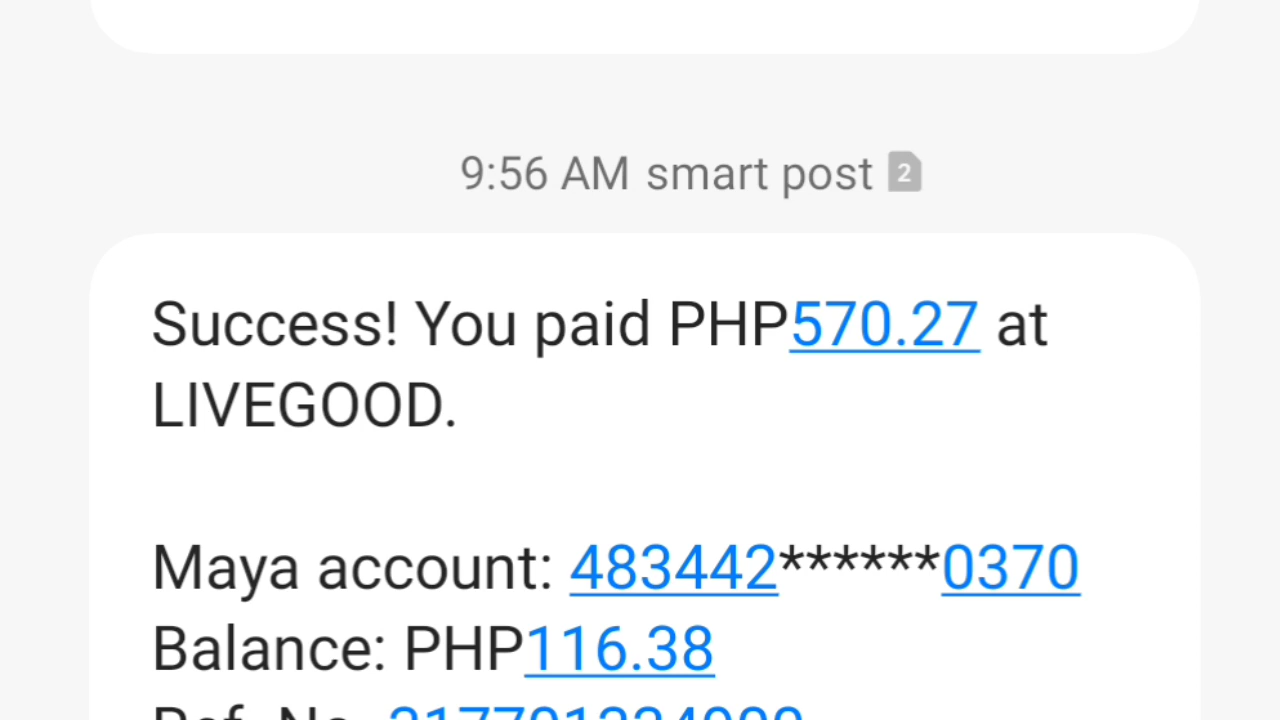 9:56 AM smart post 2
Success! You paid PHP570.27 at
LIVEGOOD.
Maya account: 483442******0370
Balance: PHP116.38